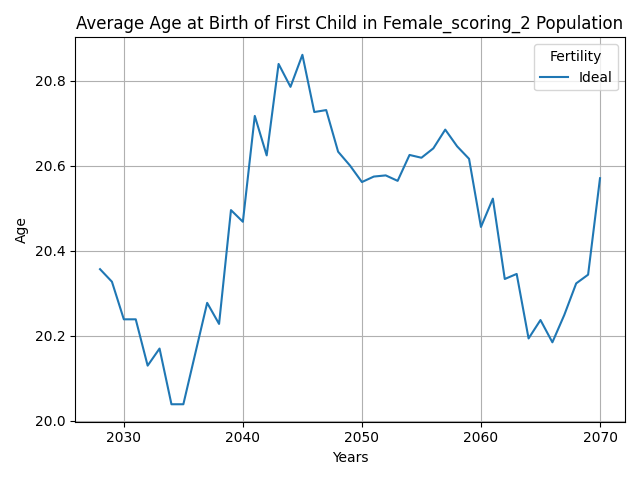 Average Age at Birth of First Child in Female_scoring_2 Population
Fertility
Ideal
Age
20.8
20.6
20.4
20.2
20.0
2030 2040 2050 2060 2070
Years